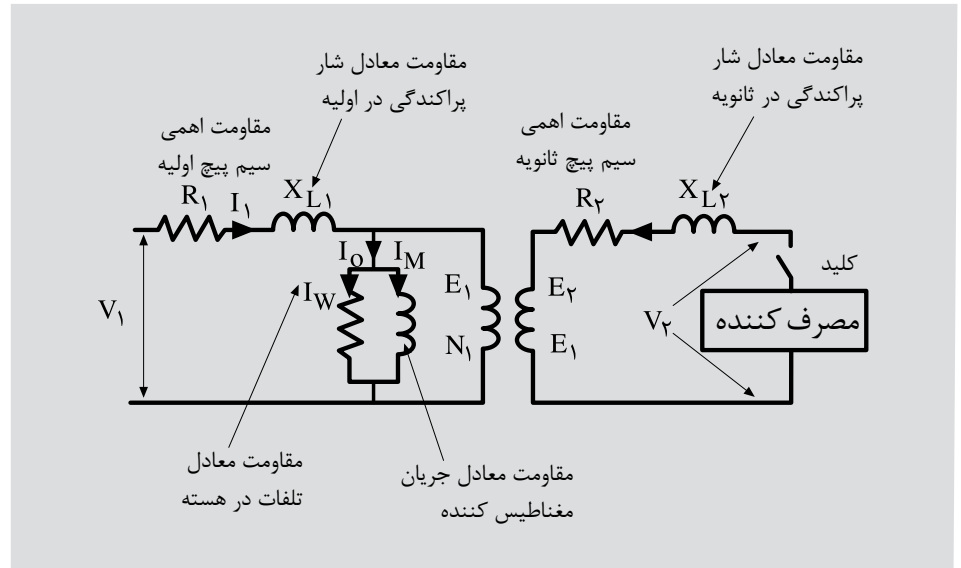 مقاومت معادل شار
پراکندگی در اولیه
مقاومت معادل شار
پراکندگی در ثانویه
مقاومت اهمی
سیم پیچ اولیه
مقاومت اهمی
سیم پیچ ثانویه
R۱
I۱
XL۱
R۲
XL۲
IO
IM
IW
E۱
N۱
E۲
E۱
V۱
V۲
کلید
مصرف کننده
مقاومت معادل
تلفات در هسته
مقاومت معادل جریان
مغناطیس کننده